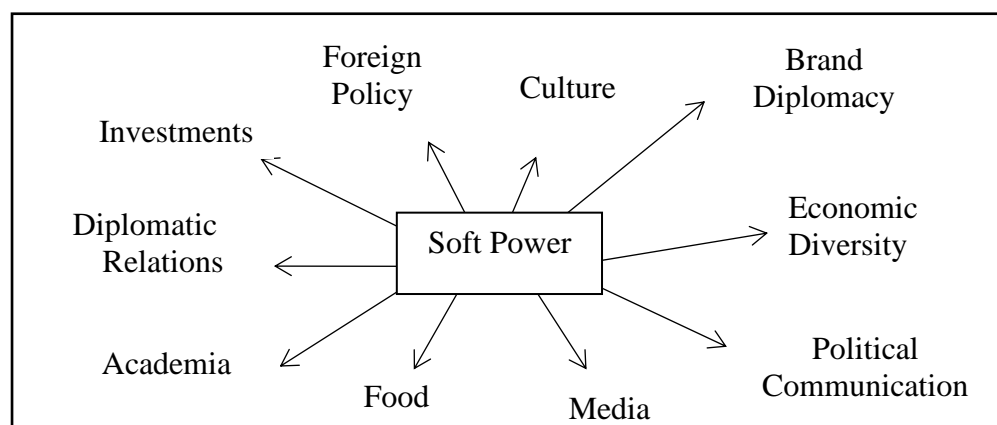 Foreign
Policy
Culture
Brand
Diplomacy
Investments
Diplomatic
Relations
Soft Power
Economic
Diversity
Academia
Food
Media
Political
Communication